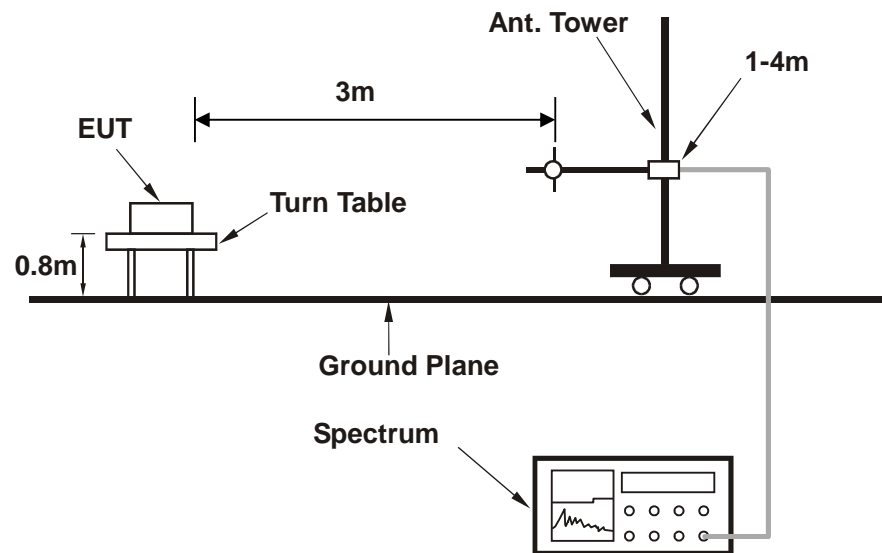 Ant. Tower
1-4m
3m
EUT
Turn Table
0.8m
Ground Plane
Spectrum